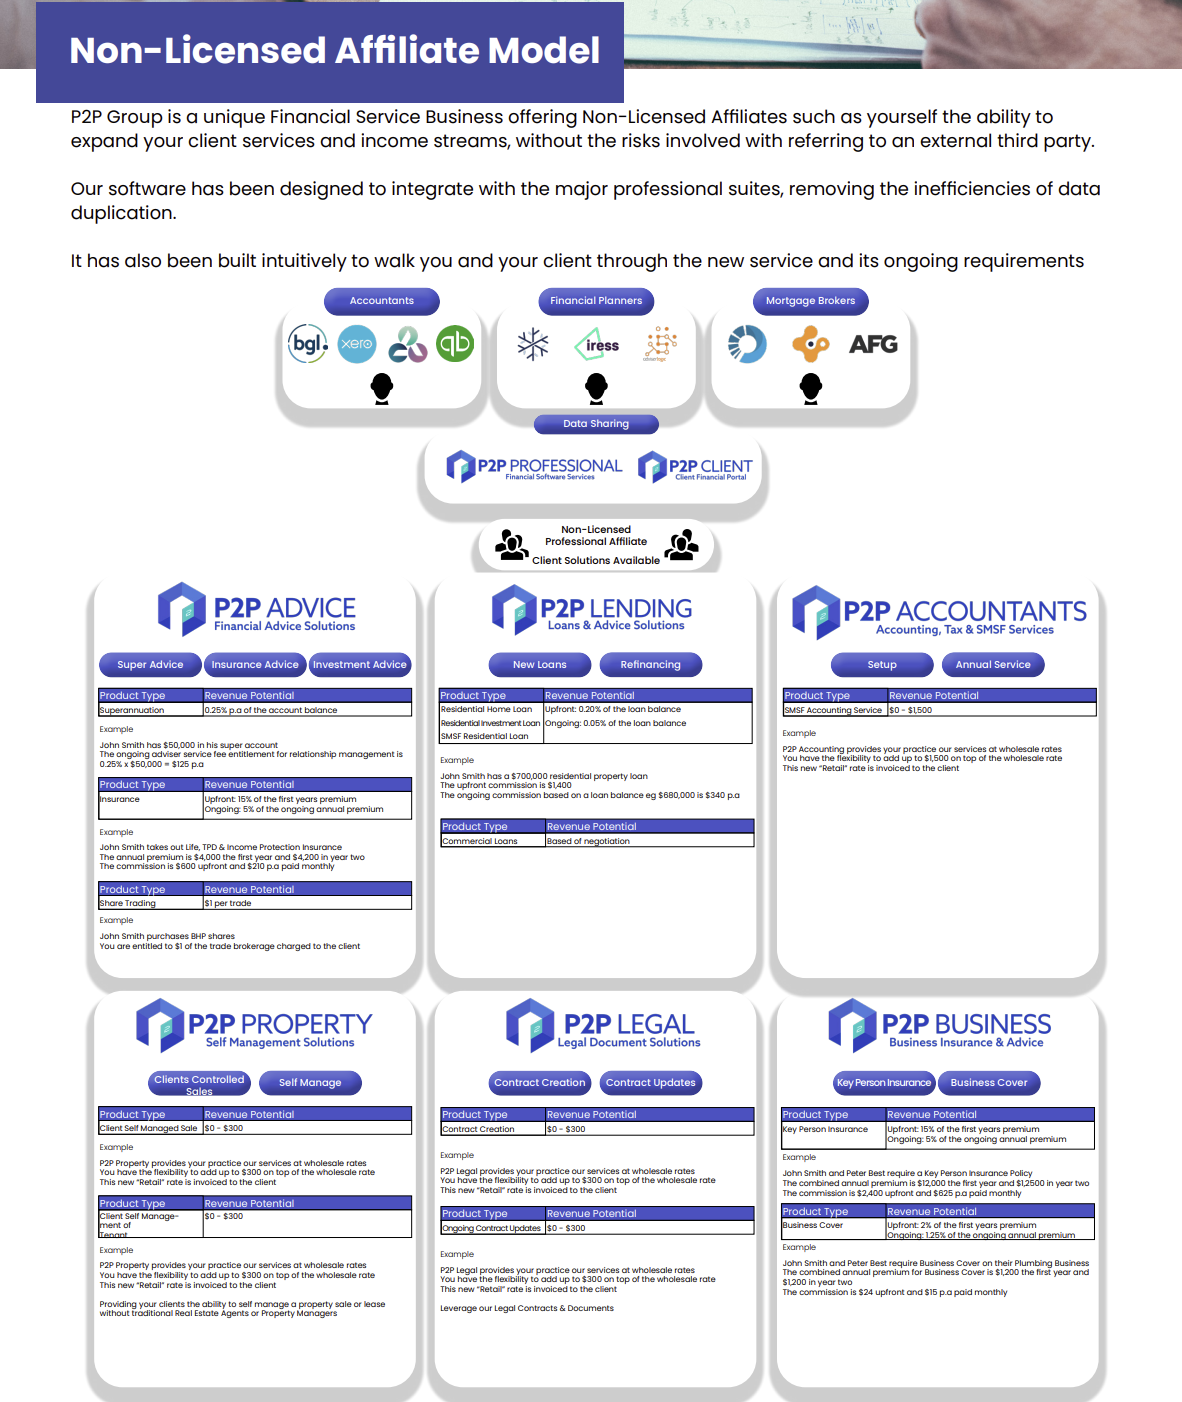 Non-Licensed Affiliate Model
P2P Group is a unique Financial Service Business offering Non-Licensed Affiliates such as yourself the ability to
expand your client services and income streams, without the risks involved with referring to an external third party.
Our software has been designed to integrate with the major professional suites, removing the inefficiencies of data
duplication.
It has also been built intuitively to walk you and your client through the new service and its ongoing requirements
Accountants
Financial Planners
Mortgage Brokers
bgl.
xero
qb
iress
AFG
Data Sharing
P2P PROFESSIONAL
Financial Software Services
P2P CLIENT
Client Financial Portal
Non-Licensed
Professional Affiliate
Client Solutions Available
P2P ADVICE
Financial Advice Solutions
Super Advice
Insurance Advice
Investment Advice
Product Type Revenue Potential
Superannuation 0.25% p.a of the account balance
Example
John Smith has $50,000 in his super account
The ongoing adviser service fee entitlement for relationship management is
0.25% x $50,000 = $125 p.a
Product Type Revenue Potential
Insurance Upfront: 15% of the first years premium
Ongoing: 5% of the ongoing annual premium
Example
John Smith takes out Life, TPD & Income Protection Insurance
The annual premium is $4,000 the first year and $4,200 in year two
The commission is $600 upfront and $210 p.a paid monthly
Product Type Revenue Potential
Share Trading $1 per trade
Example
John Smith purchases BHP shares
You are entitled to $1 of the trade brokerage charged to the client
P2P LENDING
Loans & Advice Solutions
New Loans
Refinancing
Product Type Revenue Potential
Residential Home Loan Upfront: 0.20% of the loan balance
Residential Investment Loan Ongoing: 0.05% of the loan balance
SMSF Residential Loan
Example
John Smith has a $700,000 residential property loan
The upfront commission is $1,400
The ongoing commission based on a loan balance eg $680,000 is $340 p.a
Product Type Revenue Potential
Commercial Loans Based of negotiation
P2P ACCOUNTANTS
Accounting, Tax & SMSF Services
Setup
Annual Service
Product Type Revenue Potential
SMSF Accounting Service $0 - $1,500
Example
P2P Accounting provides your practice our services at wholesale rates
You have the flexibility to add up to $1,500 on top of the wholesale rate
This new "Retail" rate is invoiced to the client
P2P PROPERTY
Self Management Solutions
Clients Controlled
Sales
Self Manage
Product Type Revenue Potential
Client Self Managed Sale $0 - $300
Example
P2P Property provides your practice our services at wholesale rates
You have the flexibility to add up to $300 on top of the wholesale rate
This new "Retail" rate is invoiced to the client
Product Type Revenue Potential
Client Self Manage- $0 - $300
ment of
Tenant
Example
P2P Property provides your practice our services at wholesale rates
You have the flexibility to add up to $300 on top of the wholesale rate
This new "Retail" rate is invoiced to the client
Providing your clients the ability to self manage a property sale or lease
without traditional Real Estate Agents or Property Managers
P2P LEGAL
Legal Document Solutions
Contract Creation
Contract Updates
Product Type Revenue Potential
Contract Creation $0 - $300
Example
P2P Legal provides your practice our services at wholesale rates
You have the flexibility to add up to $300 on top of the wholesale rate
This new "Retail" rate is invoiced to the client
Product Type Revenue Potential
Ongoing Contract Updates $0 - $300
Example
P2P Legal provides your practice our services at wholesale rates
You have the flexibility to add up to $300 on top of the wholesale rate
This new "Retail" rate is invoiced to the client
Leverage our Legal Contracts & Documents
P2P BUSINESS
Business Insurance & Advice
Key Person Insurance
Business Cover
Product Type Revenue Potential
Key Person Insurance Upfront: 15% of the first years premium
Ongoing: 5% of the ongoing annual premium
Example
John Smith and Peter Best require a Key Person Insurance Policy
The combined annual premium is $12,000 the first year and $1,2500 in year two
The commission is $2,400 upfront and $625 p.a paid monthly
Product Type Revenue Potential
Business Cover Upfront: 2% of the first years premium
Ongoing: 1.25% of the ongoing annual premium
Example
John Smith and Peter Best require Business Cover on their Plumbing Business
The combined annual premium for Business Cover is $1,200 the first year and
$1,200 in year two
The commission is $24 upfront and $15 p.a paid monthly